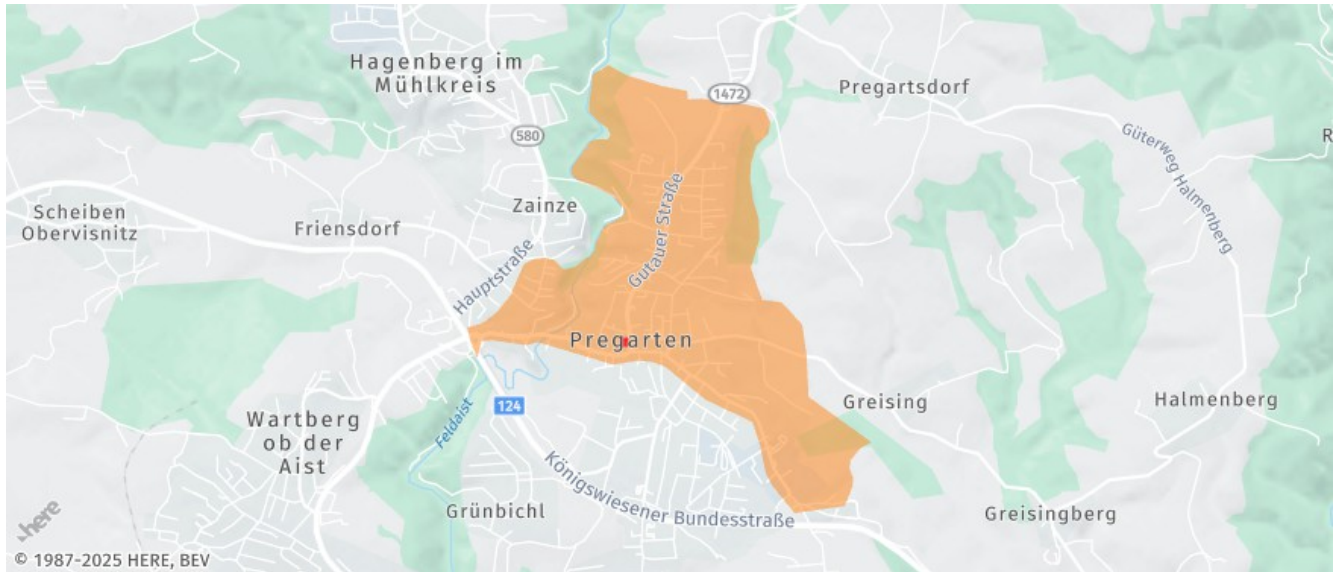 Hagenberg im
Mühlkreis
1472
Pregartsdorf
580
Güterweg Halmenberg
R
Scheiben
Obervisnitz
Friensdorf
Zainze
Hauptstraße
Gutauer Straße
Pregarten
124
Feldaist
Wartberg
ob der
Aist
Greising
Halmenberg
Königswiesener Bundesstraße
Grünbichl
Greisingberg
here
© 1987-2025 HERE, BEV